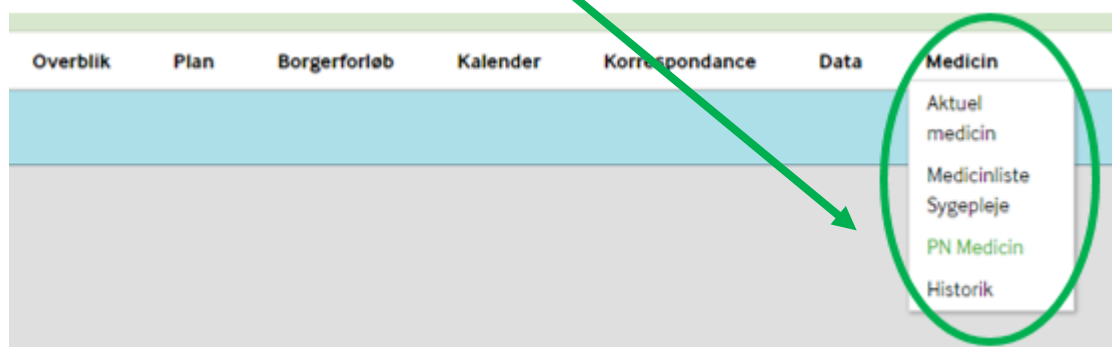 Overblik Plan Borgerforløb Kalender Korrespondance Data Medicin
Aktuel
medicin
Medicinliste
Sygepleje
PN Medicin
Historik